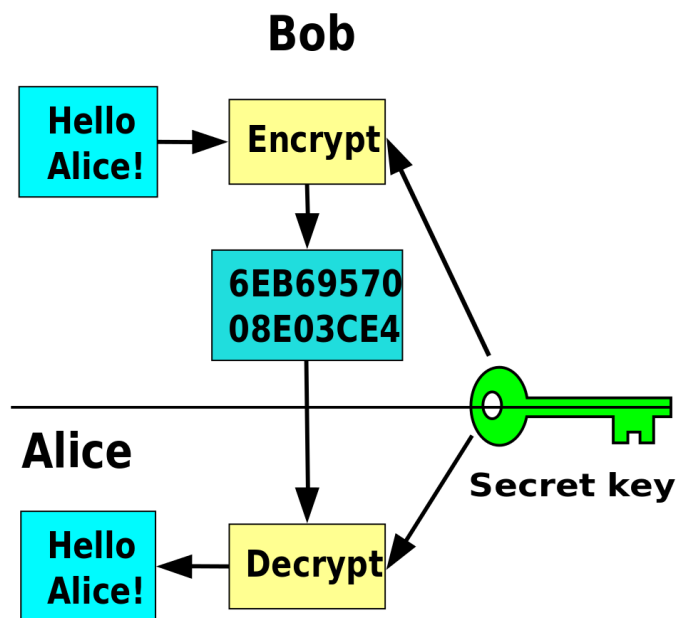 Bob
Hello
Alice!
Encrypt
6EB69570
08E03CE4
Alice
Secret key
Hello
Alice!
Decrypt